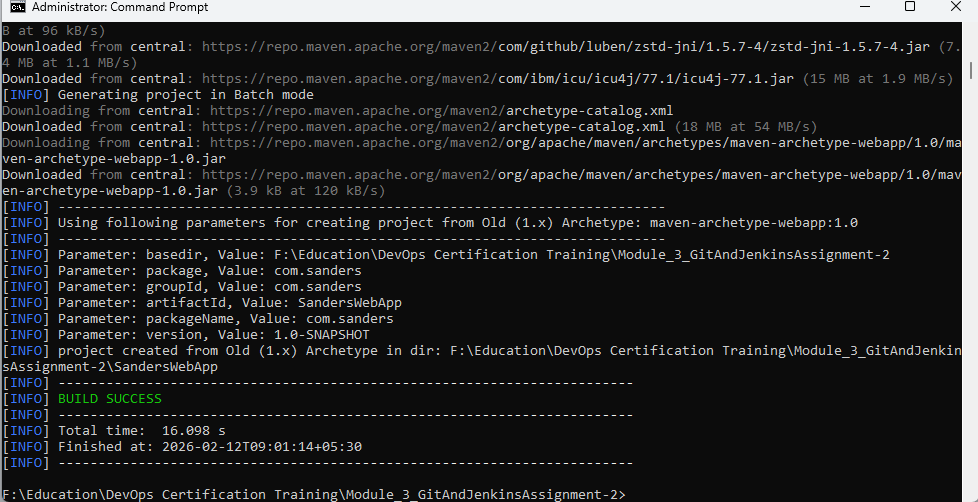 Administrator: Command Prompt
B at 96 kB/s)
Downloaded from central: https://repo.maven.apache.org/maven2/com/github/luben/zstd-jni/1.5.7-4/zstd-jni-1.5.7-4.jar (7.
4 MB at 1.1 MB/s)
Downloaded from central: https://repo.maven.apache.org/maven2/com/ibm/icu/icu4j/77.1/icu4j-77.1.jar (15 MB at 1.9 MB/s)
[INFO] Generating project in Batch mode
Downloading from central: https://repo.maven.apache.org/maven2/archetype-catalog.xml
Downloaded from central: https://repo.maven.apache.org/maven2/archetype-catalog.xml (18 MB at 54 MB/s)
Downloading from central: https://repo.maven.apache.org/maven2/org/apache/maven/archetypes/maven-archetype-webapp/1.0/ma
ven-archetype-webapp-1.0.jar
Downloaded from central: https://repo.maven.apache.org/maven2/org/apache/maven/archetypes/maven-archetype-webapp/1.0/mav
en-archetype-webapp-1.0.jar (3.9 kB at 120 kB/s)
[INFO] ----------------------------------------------------------------------------
[INFO] Using following parameters for creating project from Old (1.x) Archetype: maven-archetype-webapp:1.0
[INFO] ----------------------------------------------------------------------------
[INFO] Parameter: basedir, Value: F:\Education\DevOps Certification Training\Module_3_GitAndJenkinsAssignment-2
[INFO] Parameter: package, Value: com.sanders
[INFO] Parameter: groupId, Value: com.sanders
[INFO] Parameter: artifactId, Value: SandersWebApp
[INFO] Parameter: packageName, Value: com.sanders
[INFO] Parameter: version, Value: 1.0-SNAPSHOT
[INFO] project created from Old (1.x) Archetype in dir: F:\Education\DevOps Certification Training\Module_3_GitAndJenkin
sAssignment-2\SandersWebApp
[INFO] ------------------------------------------------------------------------
[INFO] BUILD SUCCESS
[INFO] ------------------------------------------------------------------------
[INFO] Total time:  16.098 s
[INFO] Finished at: 2026-02-12T09:01:14+05:30
[INFO] ------------------------------------------------------------------------
F:\Education\DevOps Certification Training\Module_3_GitAndJenkinsAssignment-2>